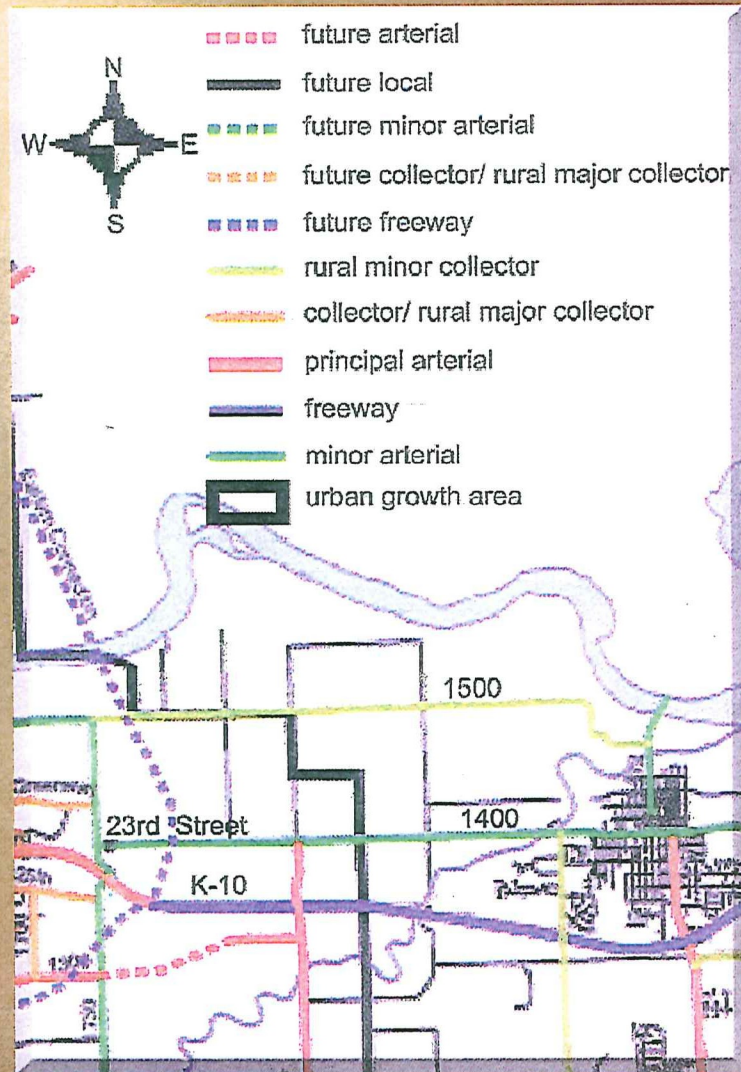 N
W E
S
future arterial
future local
future minor arterial
future collector/ rural major collector
future freeway
rural minor collector
collector/ rural major collector
principal arterial
freeway
minor arterial
urban growth area
1500
23rd Street
1400
K-10